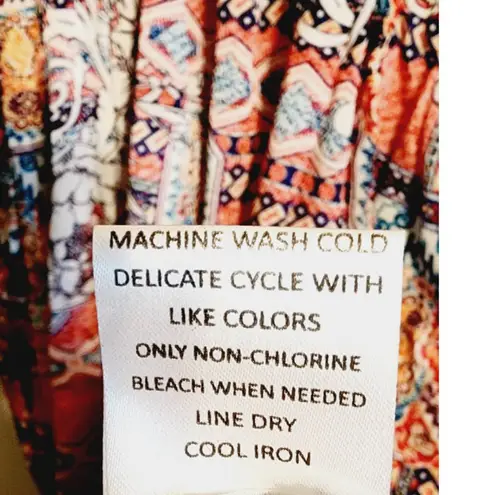 MACHINE WASH COLD
DELICATE CYCLE WITH
LIKE COLORS
ONLY NON-CHLORINE
BLEACH WHEN NEEDED
LINE DRY
COOL IRON